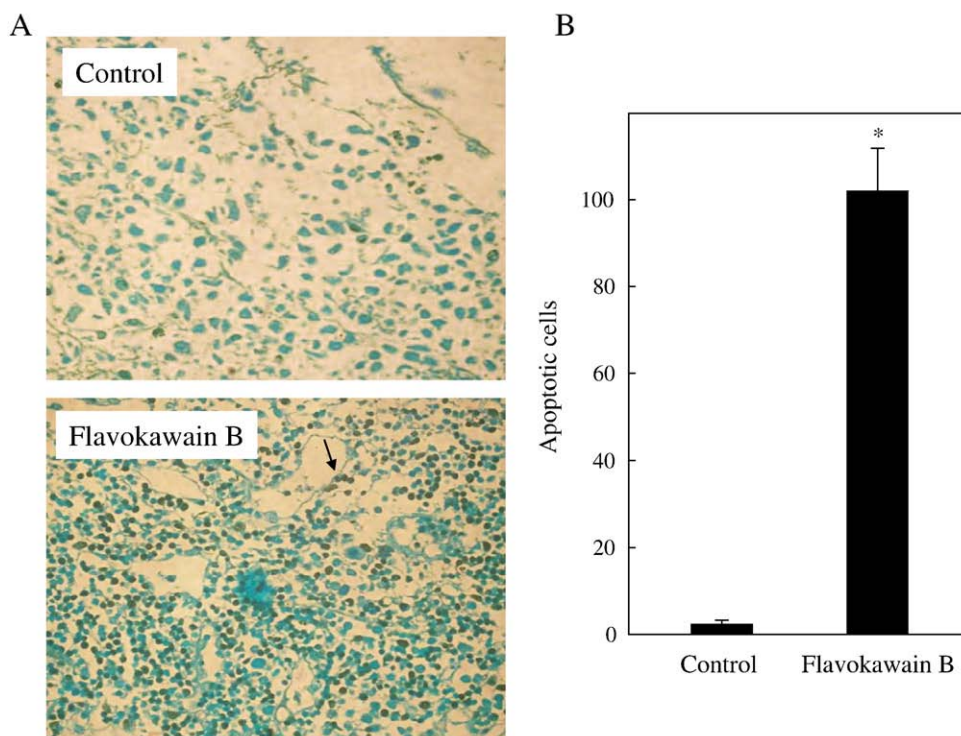 A
Control
Flavokawain B
B
*
Apoptotic cells
100
80
60
40
20
0
Control
Flavokawain B